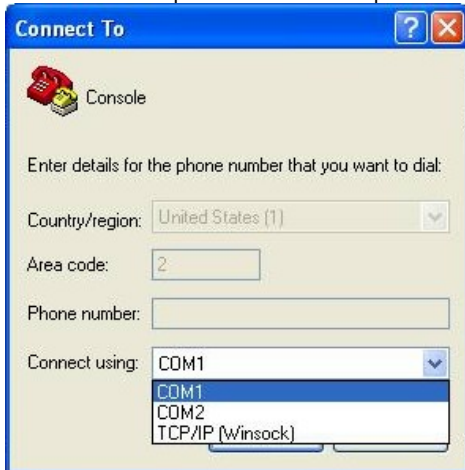 Connect To
Console
Enter details for the phone number that you want to dial:
Country/region: United States (1)
Area code: 2
Phone number:
Connect using: COM1
COM1
COM2
TCP/IP (Winsock)